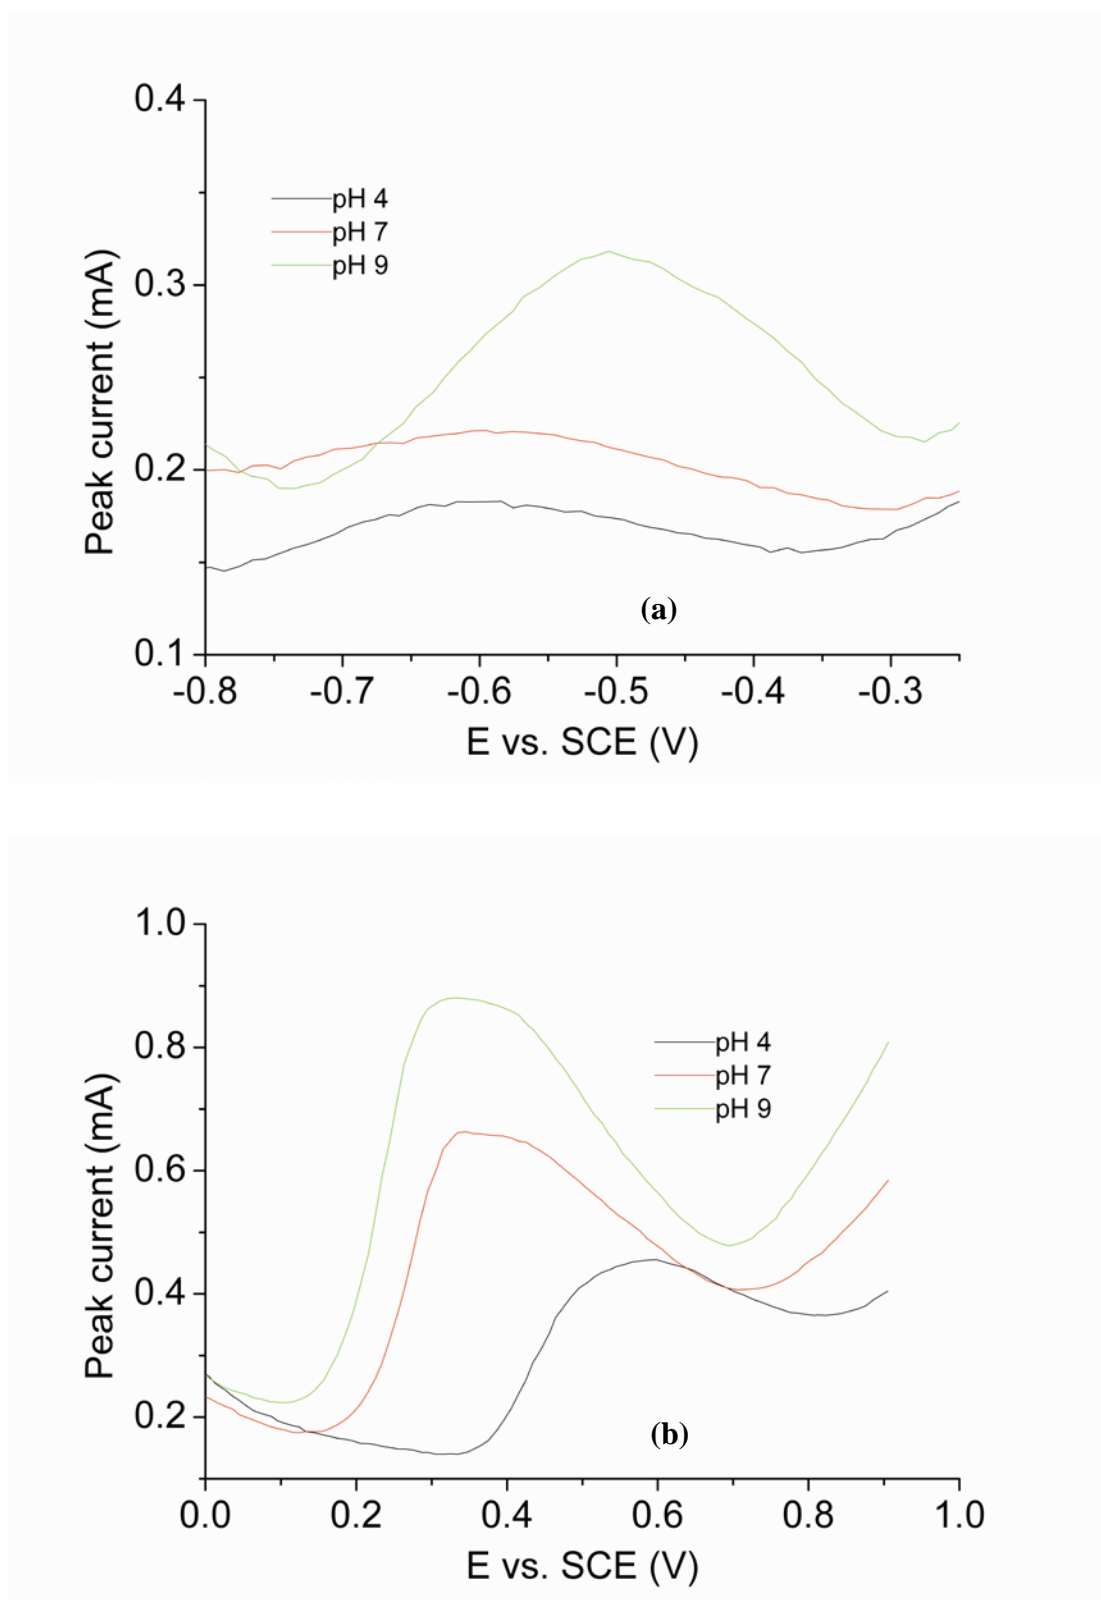 0.4
pH 4
pH 7
pH 9
0.3
Peak current (mA)
0.2
(a)
0.1
-0.8 -0.7 -0.6 -0.5 -0.4 -0.3
E vs. SCE (V)
1.0
0.8
pH 4
pH 7
pH 9
0.6
Peak current (mA)
0.4
0.2
(b)
0.0 0.2 0.4 0.6 0.8 1.0
E vs. SCE (V)